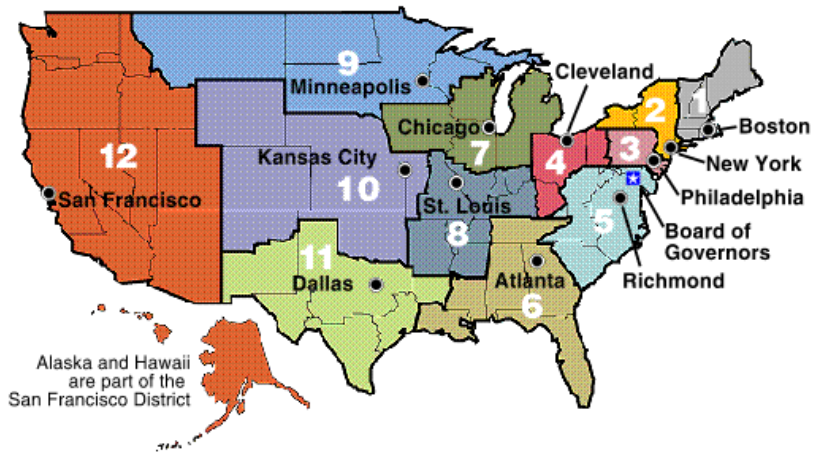 Cleveland
9
Minneapolis
1
2
Boston
Chicago
7
3
4
12
Kansas City
New York
10
San Francisco
Philadelphia
St. Louis
5
8
Board of
Governors
11
Dallas
Atlanta
Richmond
6
Alaska and Hawaii
are part of the
San Francisco District